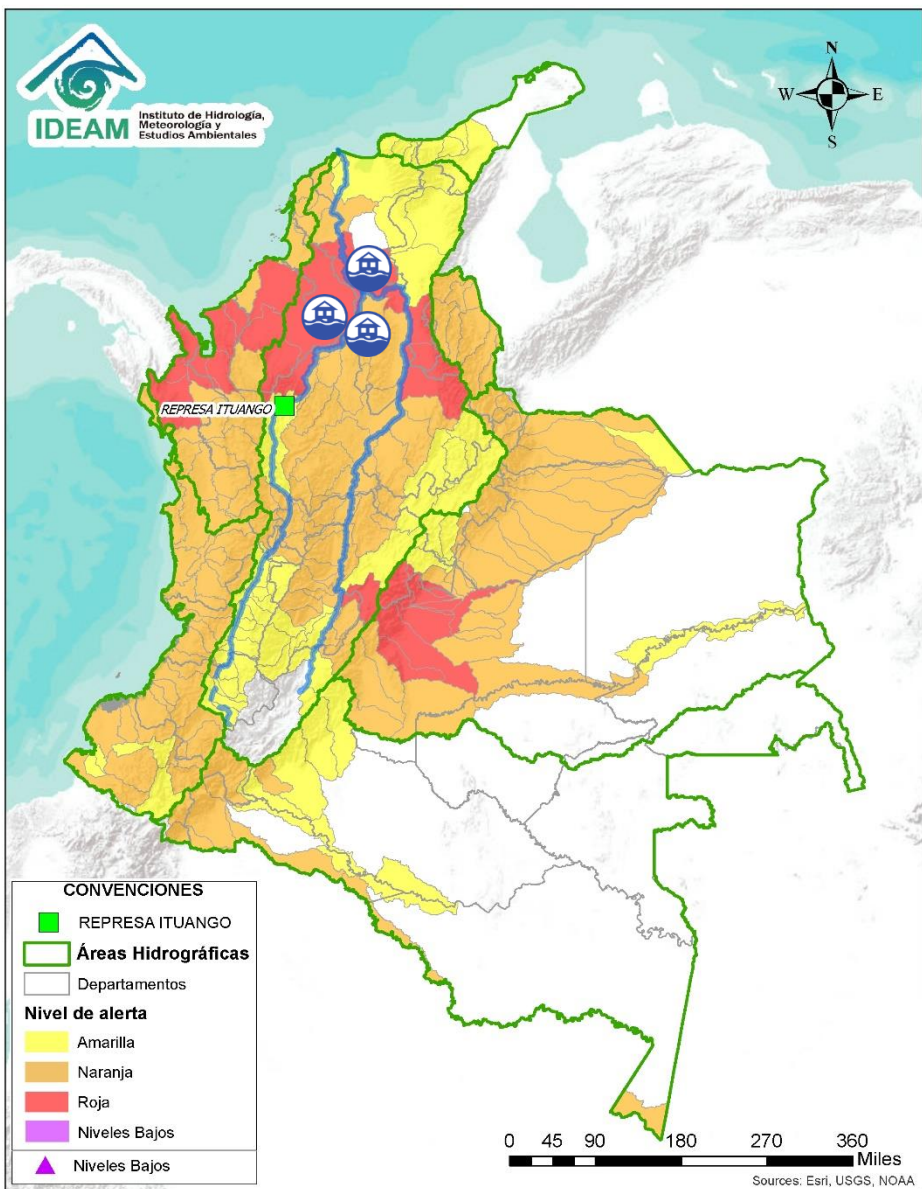 IDEAM
Instituto de Hidrología,
Meteorología y
Estudios Ambientales
N
W
E
S
REPRESA ITUANGO
CONVENCIONES
REPRESA ITUANGO
Áreas Hidrográficas
Departamentos
Nivel de alerta
Amarilla
Naranja
Roja
Niveles Bajos
Niveles Bajos
0 45 90 180 270 360
Miles
Sources: Esri, USGS, NOAA